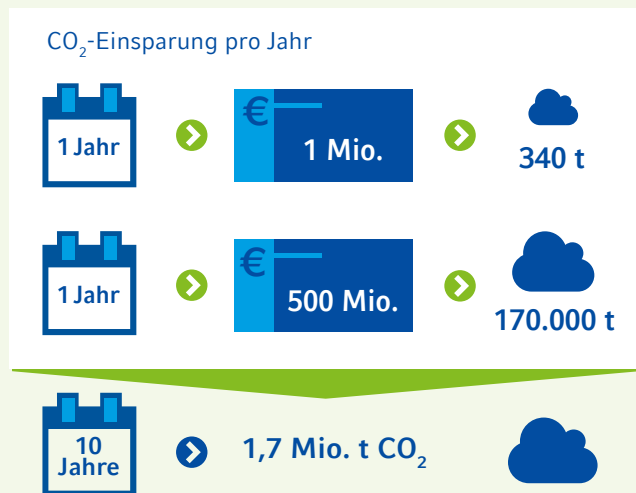 CO₂-Einsparung pro Jahr
1 Jahr
€
1 Mio.
340 t
1 Jahr
€
500 Mio.
170.000 t
10
Jahre
1,7 Mio. t CO₂